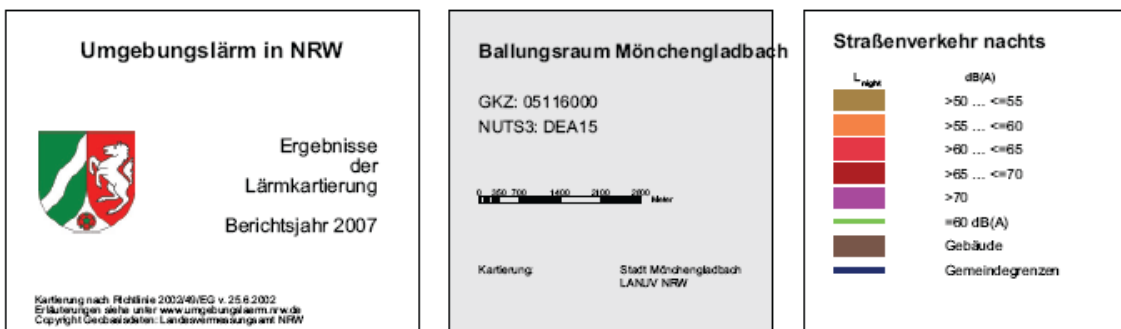 Umgebungslärm in NRW
Ergebnisse
der
Lärmkartierung
Berichtsjahr 2007
Kartierung nach Richtlinie 2002/49/EG v. 25.6.2002
Erläuterungen siehe unter www.umgebungslaerm.nrw.de
Copyright Geobasisdaten: Landesvermessungsamt NRW
Ballungsraum Mönchengladbach
GKZ: 05116000
NUTS3: DEA15
0 350 700 1400 2100 2800 Meter
Kartierung: Stadt Mönchengladbach
LANUV NRW
Straßenverkehr nachts
L night dB(A)
>50 ... <=55
>55 ... <=60
>60 ... <=65
>65 ... <=70
>70
=60 dB(A)
Gebäude
Gemeindegrenzen